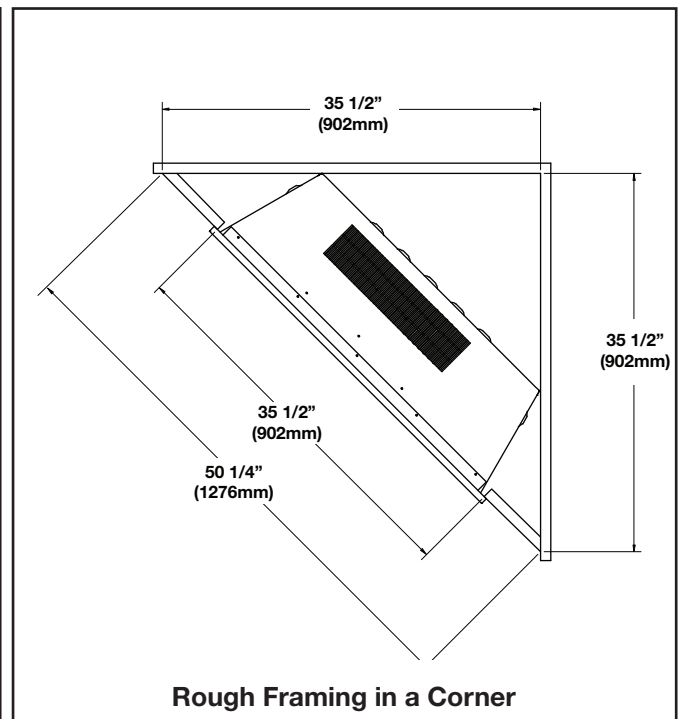 35 1/2”
(902mm)
35 1/2”
(902mm)
35 1/2”
(902mm)
50 1/4”
(1276mm)
Rough Framing in a Corner